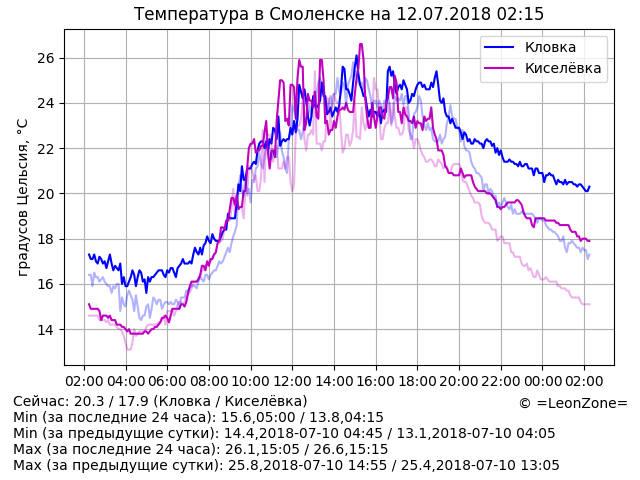 Температура в Смоленске на 12.07.2018 02:15
Кловка
Киселёвка
градусов Цельсия, °C
26
24
22
20
18
16
14
02:00 04:00 06:00 08:00 10:00 12:00 14:00 16:00 18:00 20:00 22:00 00:00 02:00
Сейчас: 20.3 / 17.9 (Кловка / Киселёвка)
© =LeonZone=
Min (за последние 24 часа): 15.6,05:00 / 13.8,04:15
Min (за предыдущие сутки): 14.4,2018-07-10 04:45 / 13.1,2018-07-10 04:05
Max (за последние 24 часа): 26.1,15:05 / 26.6,15:15
Max (за предыдущие сутки): 25.8,2018-07-10 14:55 / 25.4,2018-07-10 13:05